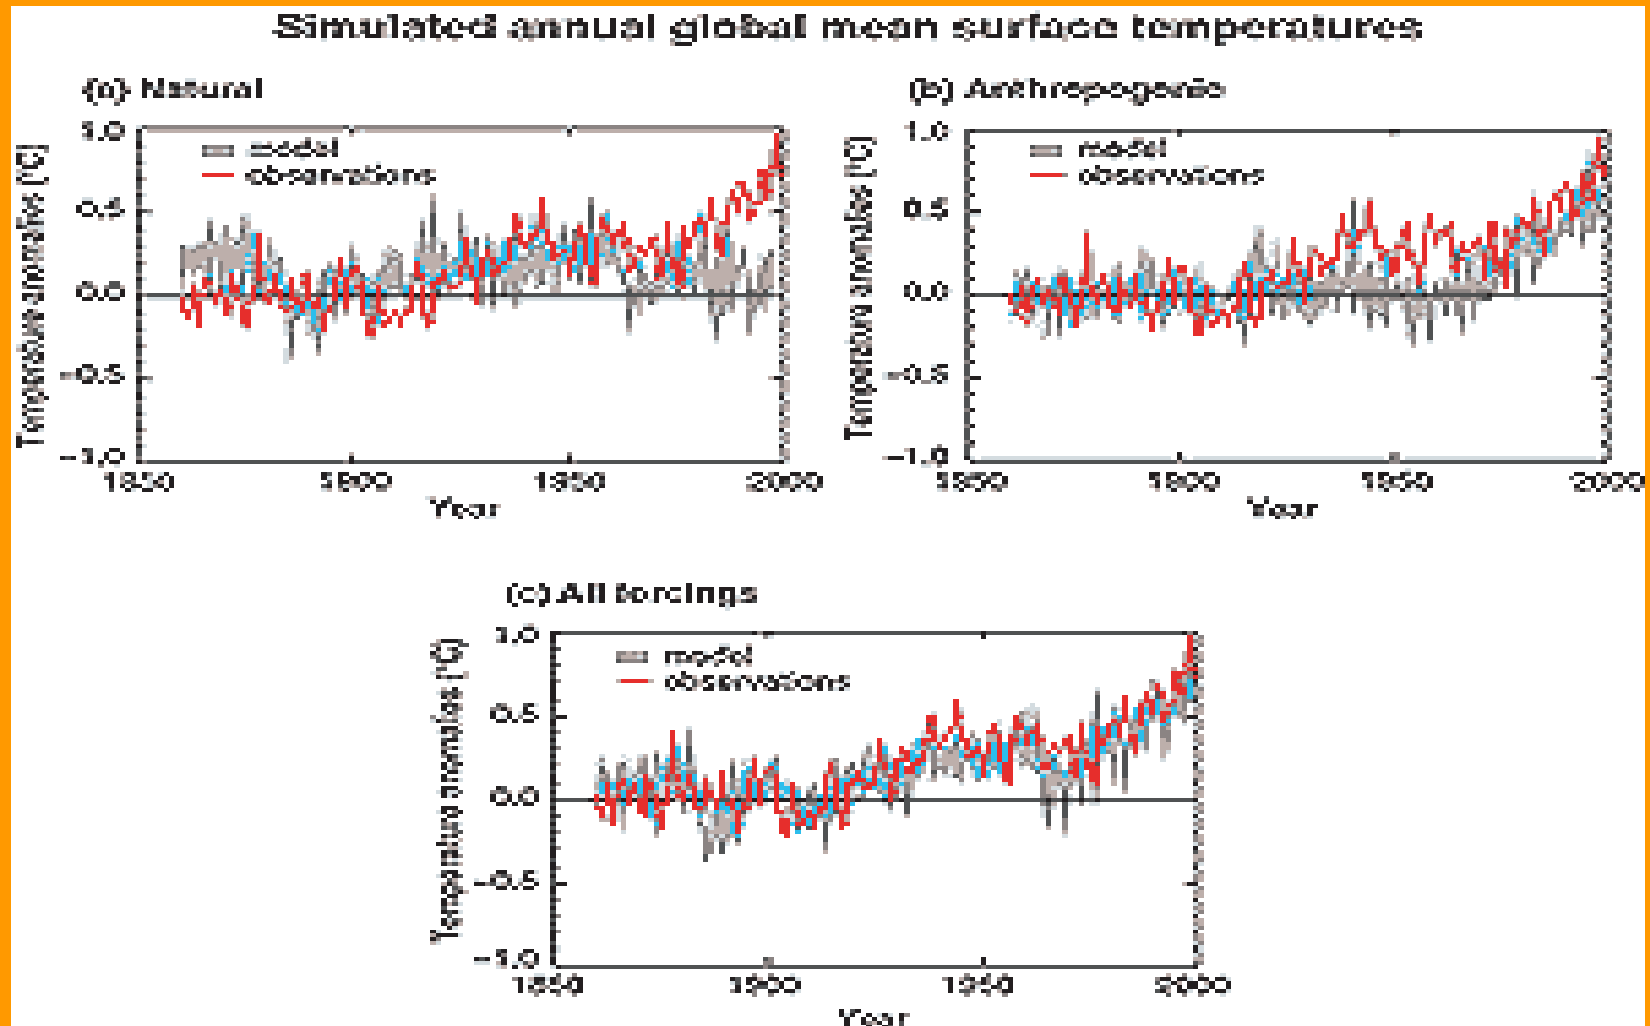 Simulated annual global mean surface temperatures
(a) Natural
1.0
0.5
0.0
−0.5
−1.0
Temperature anomalies (°C)
model
observations
1850
1900
1950
2000
Year
(b) Anthropogenic
1.0
0.5
0.0
−0.5
−1.0
Temperature anomalies (°C)
model
observations
1850
1900
1950
2000
Year
(c) All forcings
1.0
0.5
0.0
−0.5
−1.0
Temperature anomalies (°C)
model
observations
1850
1900
1950
2000
Year